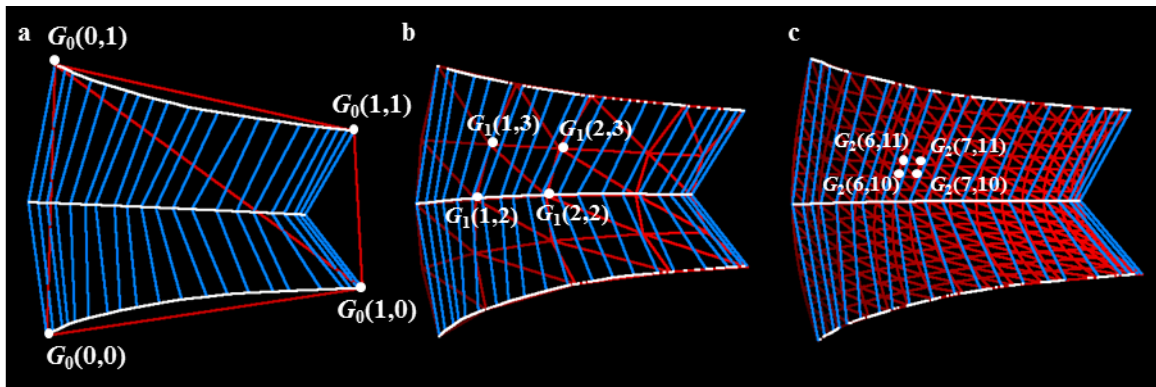 a
G₀(0,1)
G₀(1,1)
G₀(1,0)
G₀(0,0)
b
G₁(1,3)
G₁(2,3)
G₁(1,2)
G₁(2,2)
c
G₂(6,11)
G₂(7,11)
G₂(6,10)
G₂(7,10)